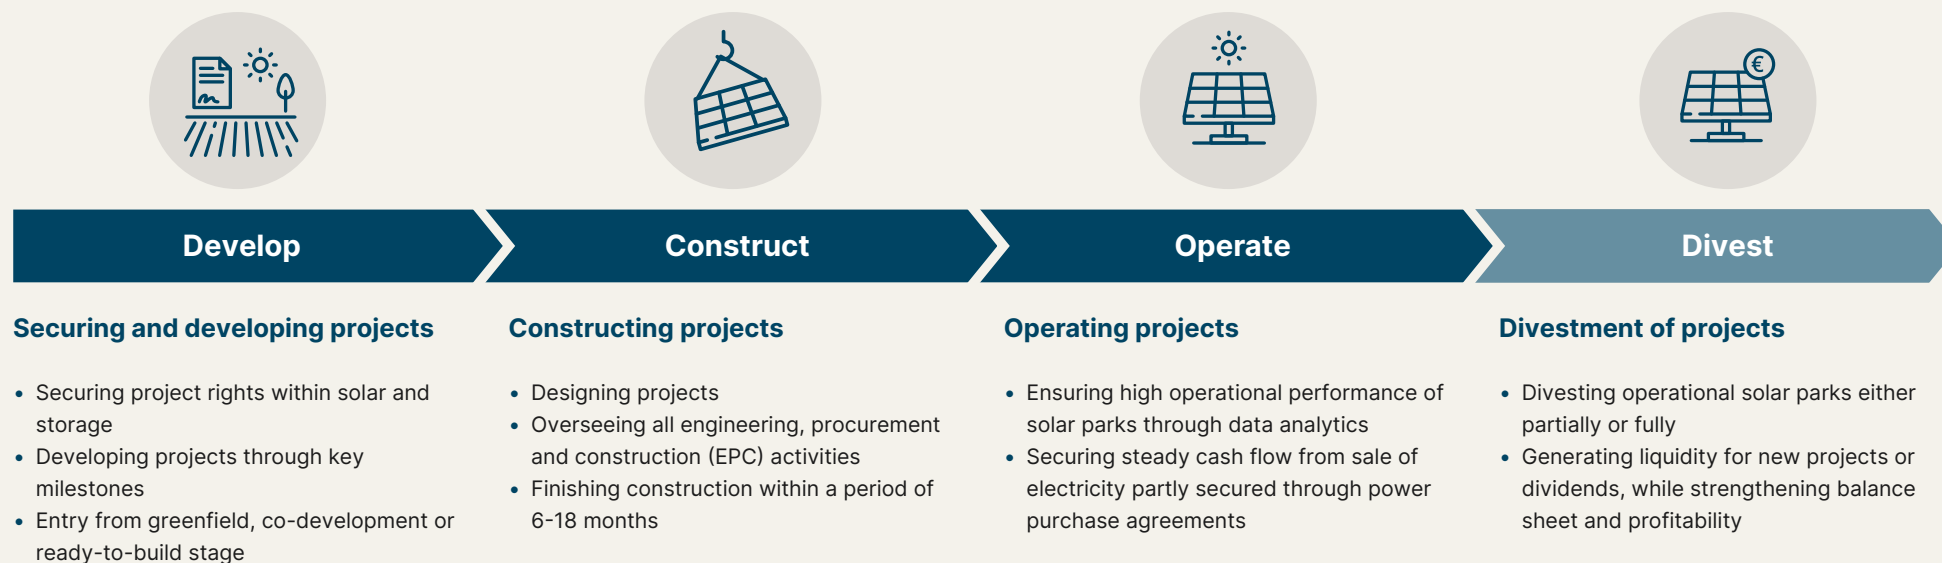 €
Develop
Construct
Operate
Divest
Securing and developing projects
• Securing project rights within solar and
storage
• Developing projects through key
milestones
• Entry from greenfield, co-development or
ready-to-build stage
Constructing projects
• Designing projects
• Overseeing all engineering, procurement
and construction (EPC) activities
• Finishing construction within a period of
6-18 months
Operating projects
• Ensuring high operational performance of
solar parks through data analytics
• Securing steady cash flow from sale of
electricity partly secured through power
purchase agreements
Divestment of projects
• Divesting operational solar parks either
partially or fully
• Generating liquidity for new projects or
dividends, while strengthening balance
sheet and profitability